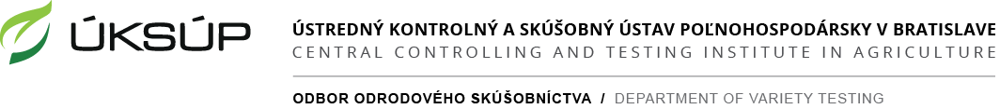 ÚKSÚP
ÚSTREDNÝ KONTROLNÝ A SKÚŠOBNÝ ÚSTAV POĽNOHOSPODÁRSKY V BRATISLAVE
CENTRAL CONTROLLING AND TESTING INSTITUTE IN AGRICULTURE
ODBOR ODRODOVÉHO SKÚŠOBNÍCTVA / DEPARTMENT OF VARIETY TESTING